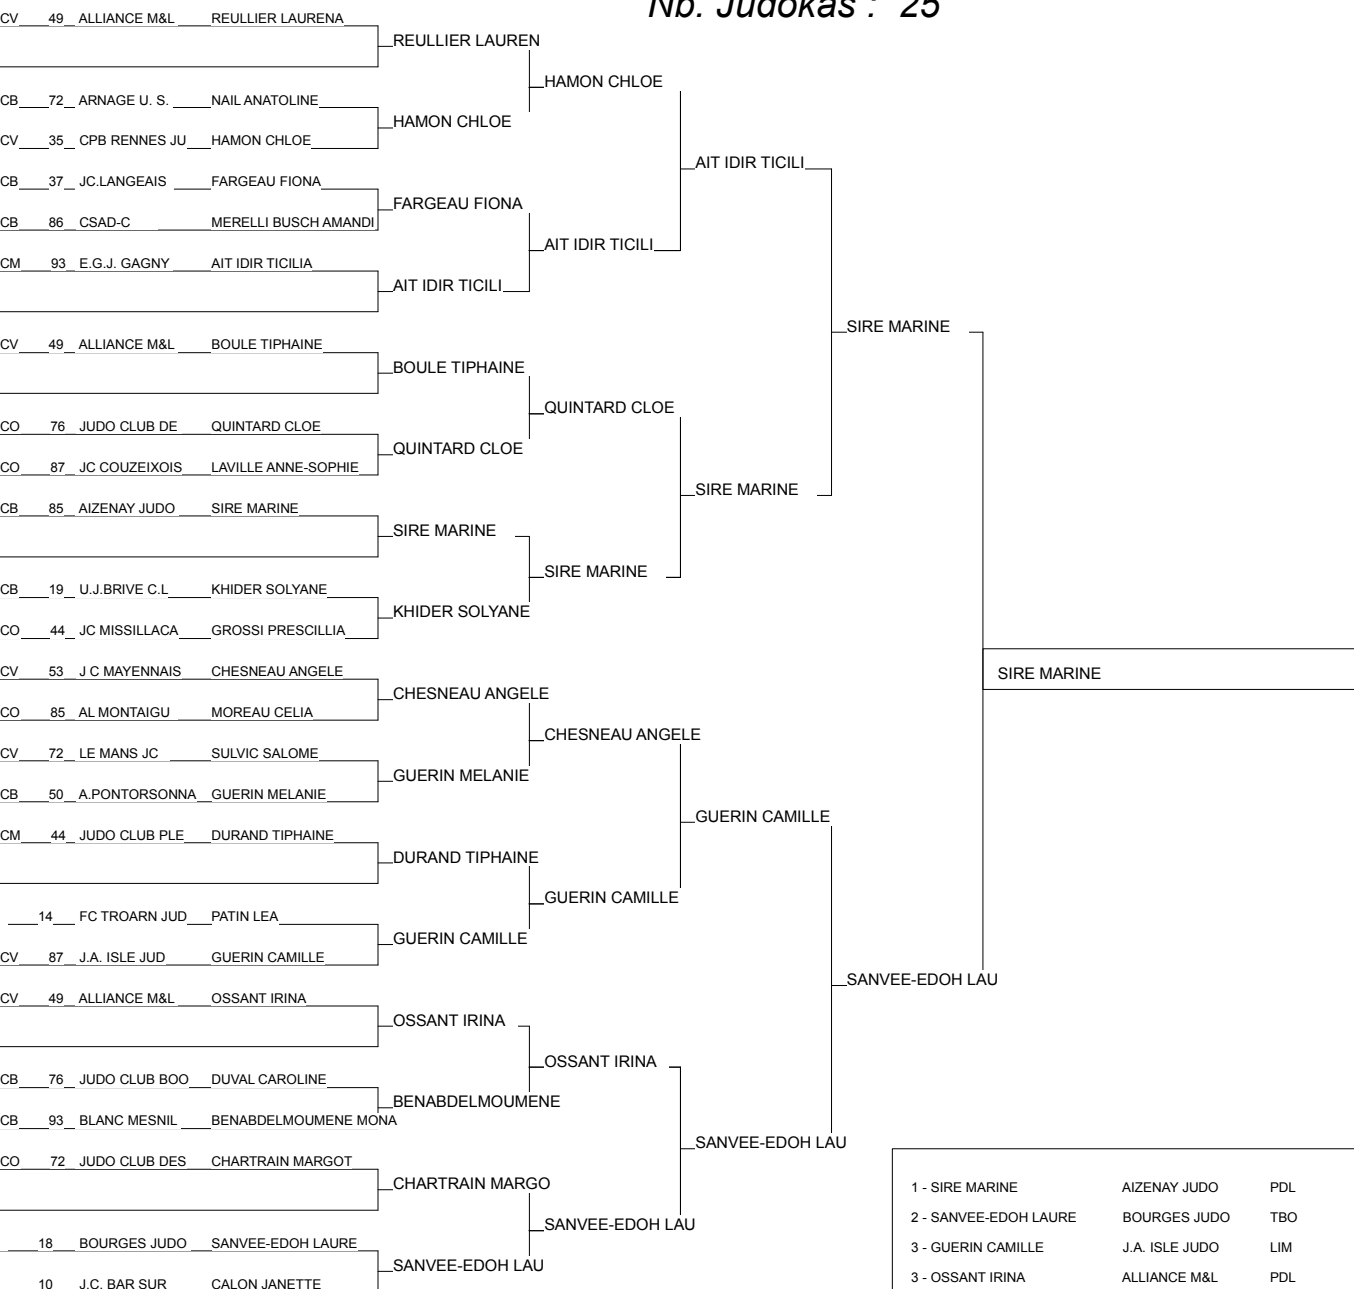 Nb. Judokas : 25
CV 49 ALLIANCE M&L REULLIER LAURENA
REULLIER LAUREN
HAMON CHLOE
CB 72 ARNAGE U. S. NAIL ANATOLINE
HAMON CHLOE
CV 35 CPB RENNES JU HAMON CHLOE
AIT IDIR TICILI
CB 37 JC.LANGEAIS FARGEAU FIONA
FARGEAU FIONA
CB 86 CSAD-C MERELLI BUSCH AMANDI
AIT IDIR TICILI
CM 93 E.G.J. GAGNY AIT IDIR TICILIA
AIT IDIR TICILI
SIRE MARINE
CV 49 ALLIANCE M&L BOULE TIPHAINE
BOULE TIPHAINE
QUINTARD CLOE
CO 76 JUDO CLUB DE QUINTARD CLOE
QUINTARD CLOE
CO 87 JC COUZEIXOIS LAVILLE ANNE-SOPHIE
SIRE MARINE
CB 85 AIZENAY JUDO SIRE MARINE
SIRE MARINE
SIRE MARINE
CB 19 U.J.BRIVE C.L KHIDER SOLYANE
KHIDER SOLYANE
CO 44 JC MISSILLACA GROSSI PRESCILLIA
CV 53 J C MAYENNAIS CHESNEAU ANGELE
SIRE MARINE
CHESNEAU ANGELE
CO 85 AL MONTAIGU MOREAU CELIA
CHESNEAU ANGELE
CV 72 LE MANS JC SULVIC SALOME
GUERIN MELANIE
CB 50 A.PONTORSONNA GUERIN MELANIE
GUERIN CAMILLE
CM 44 JUDO CLUB PLE DURAND TIPHAINE
DURAND TIPHAINE
GUERIN CAMILLE
14 FC TROARN JUD PATIN LEA
GUERIN CAMILLE
CV 87 J.A. ISLE JUD GUERIN CAMILLE
SANVEE-EDOH LAU
CV 49 ALLIANCE M&L OSSANT IRINA
OSSANT IRINA
OSSANT IRINA
CB 76 JUDO CLUB BOO DUVAL CAROLINE
BENABDELMOUMENE
CB 93 BLANC MESNIL BENABDELMOUMENE MONA
SANVEE-EDOH LAU
CO 72 JUDO CLUB DES CHARTRAIN MARGOT
CHARTRAIN MARGO
SANVEE-EDOH LAU
18 BOURGES JUDO SANVEE-EDOH LAURE
SANVEE-EDOH LAU
10 J.C. BAR SUR CALON JANETTE
1 - SIRE MARINE AIZENAY JUDO PDL
2 - SANVEE-EDOH LAURE BOURGES JUDO TBO
3 - GUERIN CAMILLE J.A. ISLE JUDO LIM
3 - OSSANT IRINA ALLIANCE M&L PDL